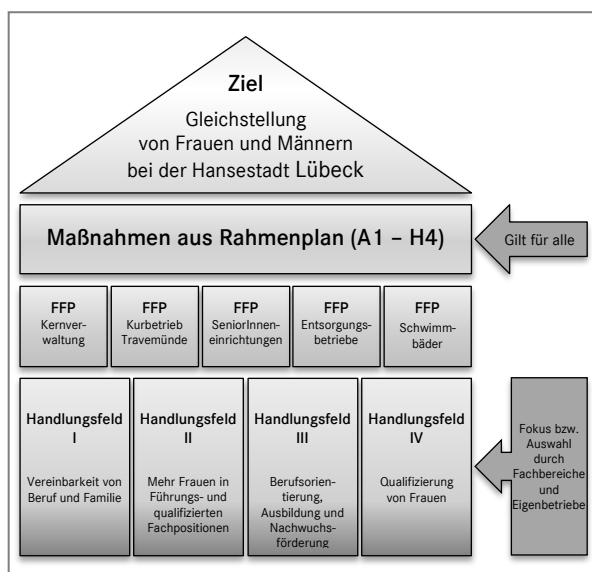 Ziel
Gleichstellung
von Frauen und Männern
bei der Hansestadt Lübeck
Maßnahmen aus Rahmenplan (A1 – H4)
Gilt für alle
FFP
Kernver-
waltung
FFP
Kurbetrieb
Travemünde
FFP
SeniorInnen-
einrichtungen
FFP
Entsorgungs-
betriebe
FFP
Schwimm-
bäder
Handlungsfeld
I
Vereinbarkeit von
Beruf und Familie
Handlungsfeld
II
Mehr Frauen in
Führungs- und
qualifizierten
Fachpositionen
Handlungsfeld
III
Berufsorien-
tierung,
Ausbildung und
Nachwuchs-
förderung
Handlungsfeld
IV
Qualifizierung
von Frauen
Fokus bzw.
Auswahl
durch
Fachbereiche
und
Eigenbetriebe